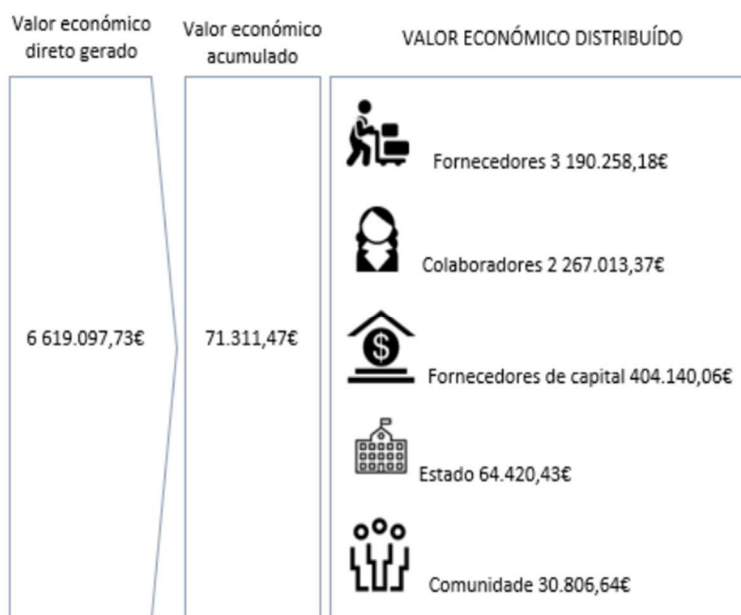 Valor económico
direto gerado
Valor económico
acumulado
VALOR ECONÓMICO DISTRIBUÍDO
6 619.097,73€
71.311,47€
Fornecedores 3 190.258,18€
Colaboradores 2 267.013,37€
$
Fornecedores de capital 404.140,06€
Estado 64.420,43€
Comunidade 30.806,64€